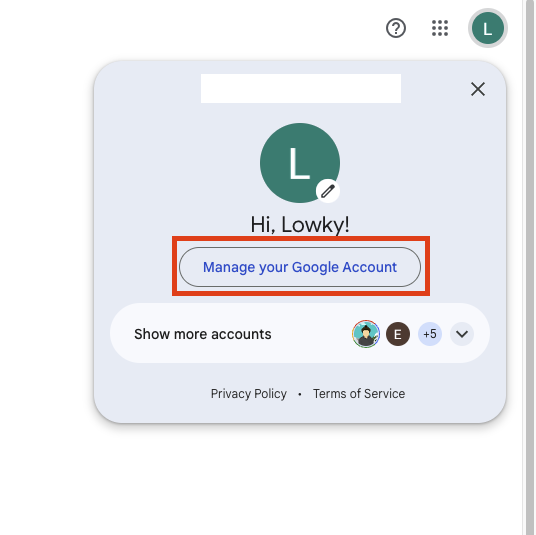 L
L
Hi, Lowky!
Manage your Google Account
Show more accounts E +5
Privacy Policy • Terms of Service